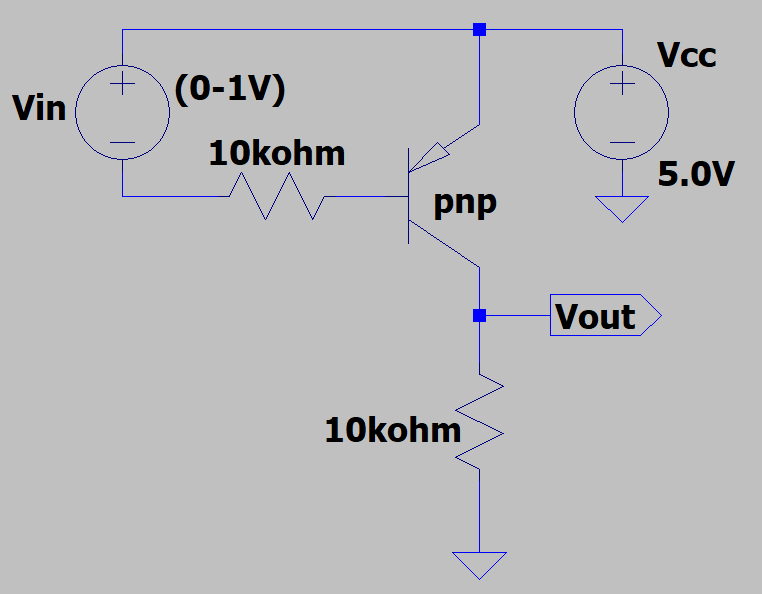 Vcc
(0-1V)
Vin
10kohm
5.0V
pnp
Vout
10kohm